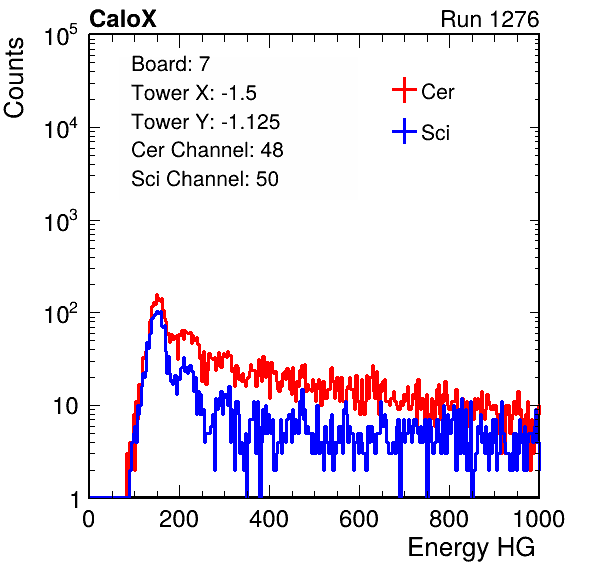 CaloX Run 1276
Board: 7
Tower X: -1.5
Tower Y: -1.125
Cer Channel: 48
Sci Channel: 50
Cer
Sci
Counts
10^5
10^4
10^3
10^2
10
1
0 200 400 600 800 1000
Energy HG